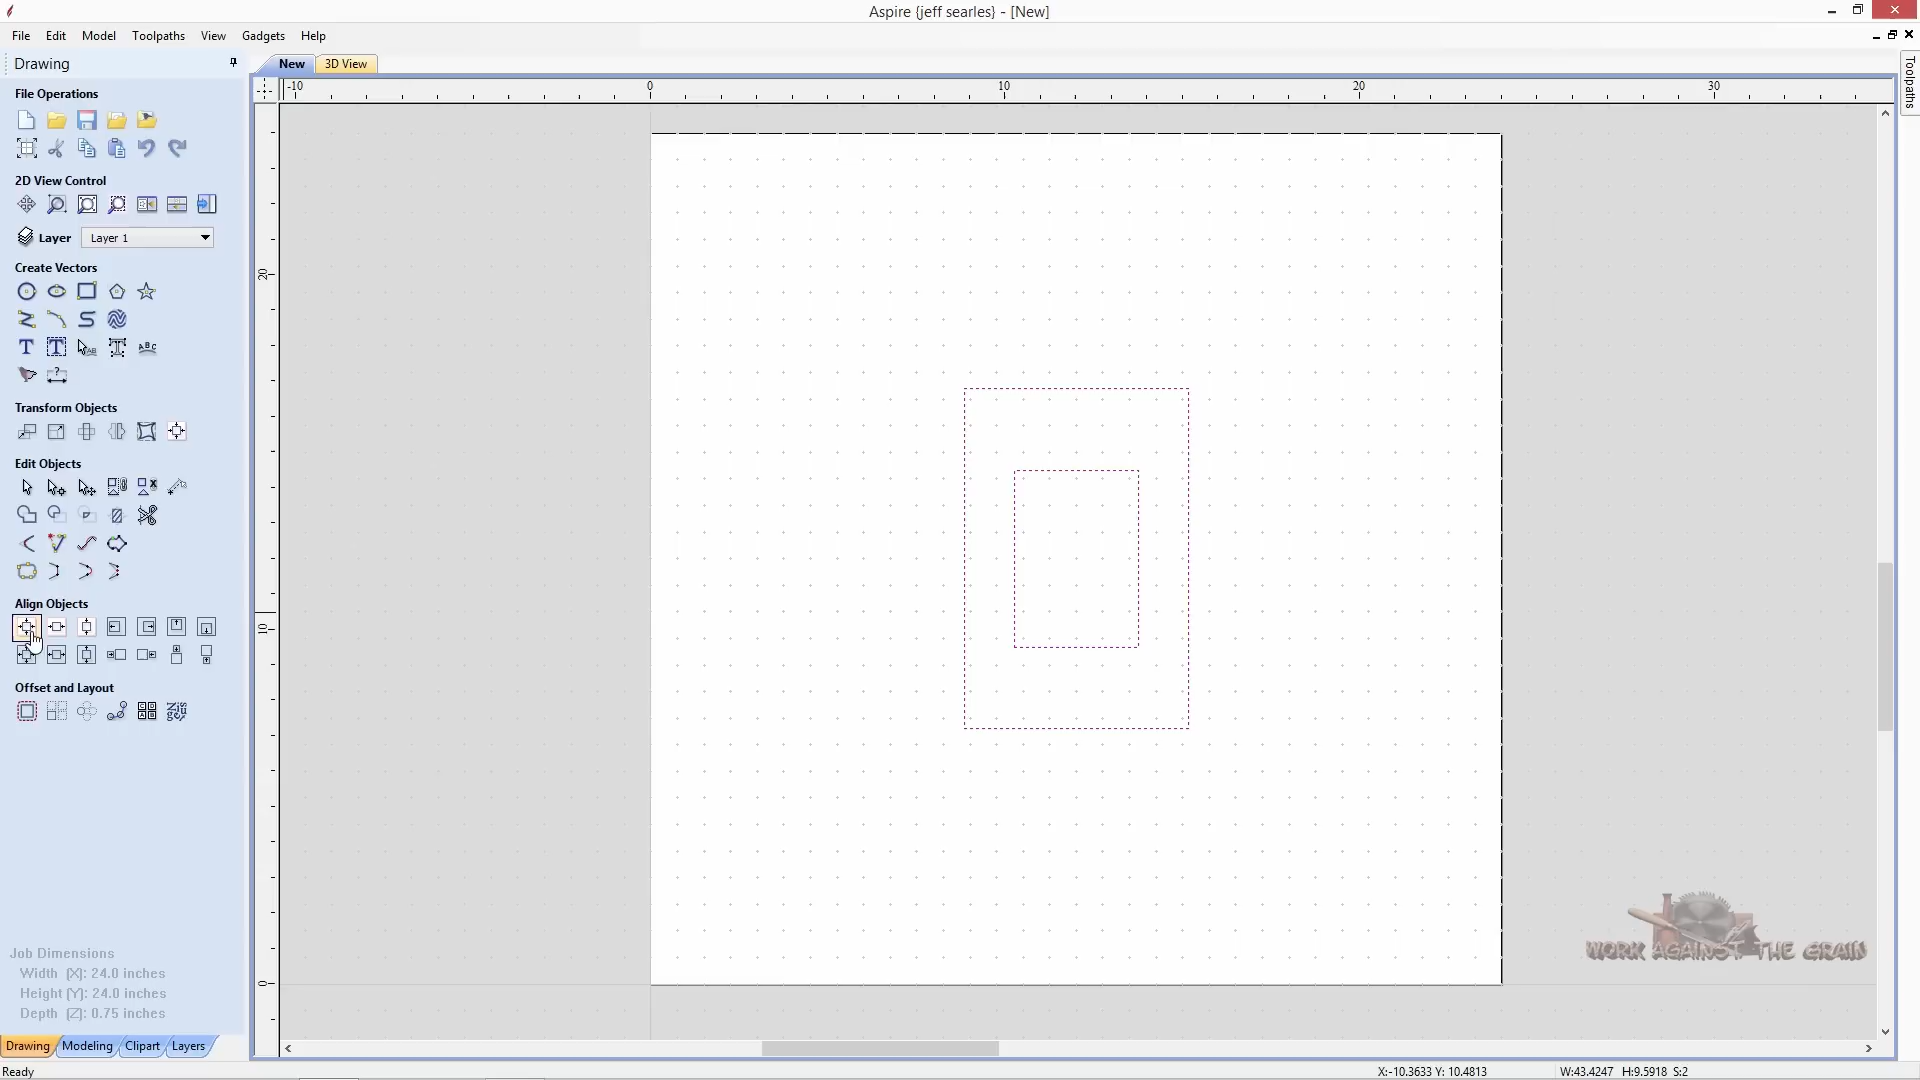 Aspire {jeff searles} - [New]
File Edit Model Toolpaths View Gadgets Help
Drawing
New 3D View
Toolpaths
-10 0 10 20 30
File Operations
2D View Control
Layer Layer 1
20
Create Vectors
Transform Objects
Edit Objects
Align Objects
10
Offset and Layout
WORK AGAINST THE GRAIN
Job Dimensions
Width (X): 24.0 inches
0
Height (Y): 24.0 inches
Depth (Z): 0.75 inches
Drawing Modeling Clipart Layers
Ready
X:-10.3633 Y: 10.4813
W:43.4247 H:9.5918 S:2